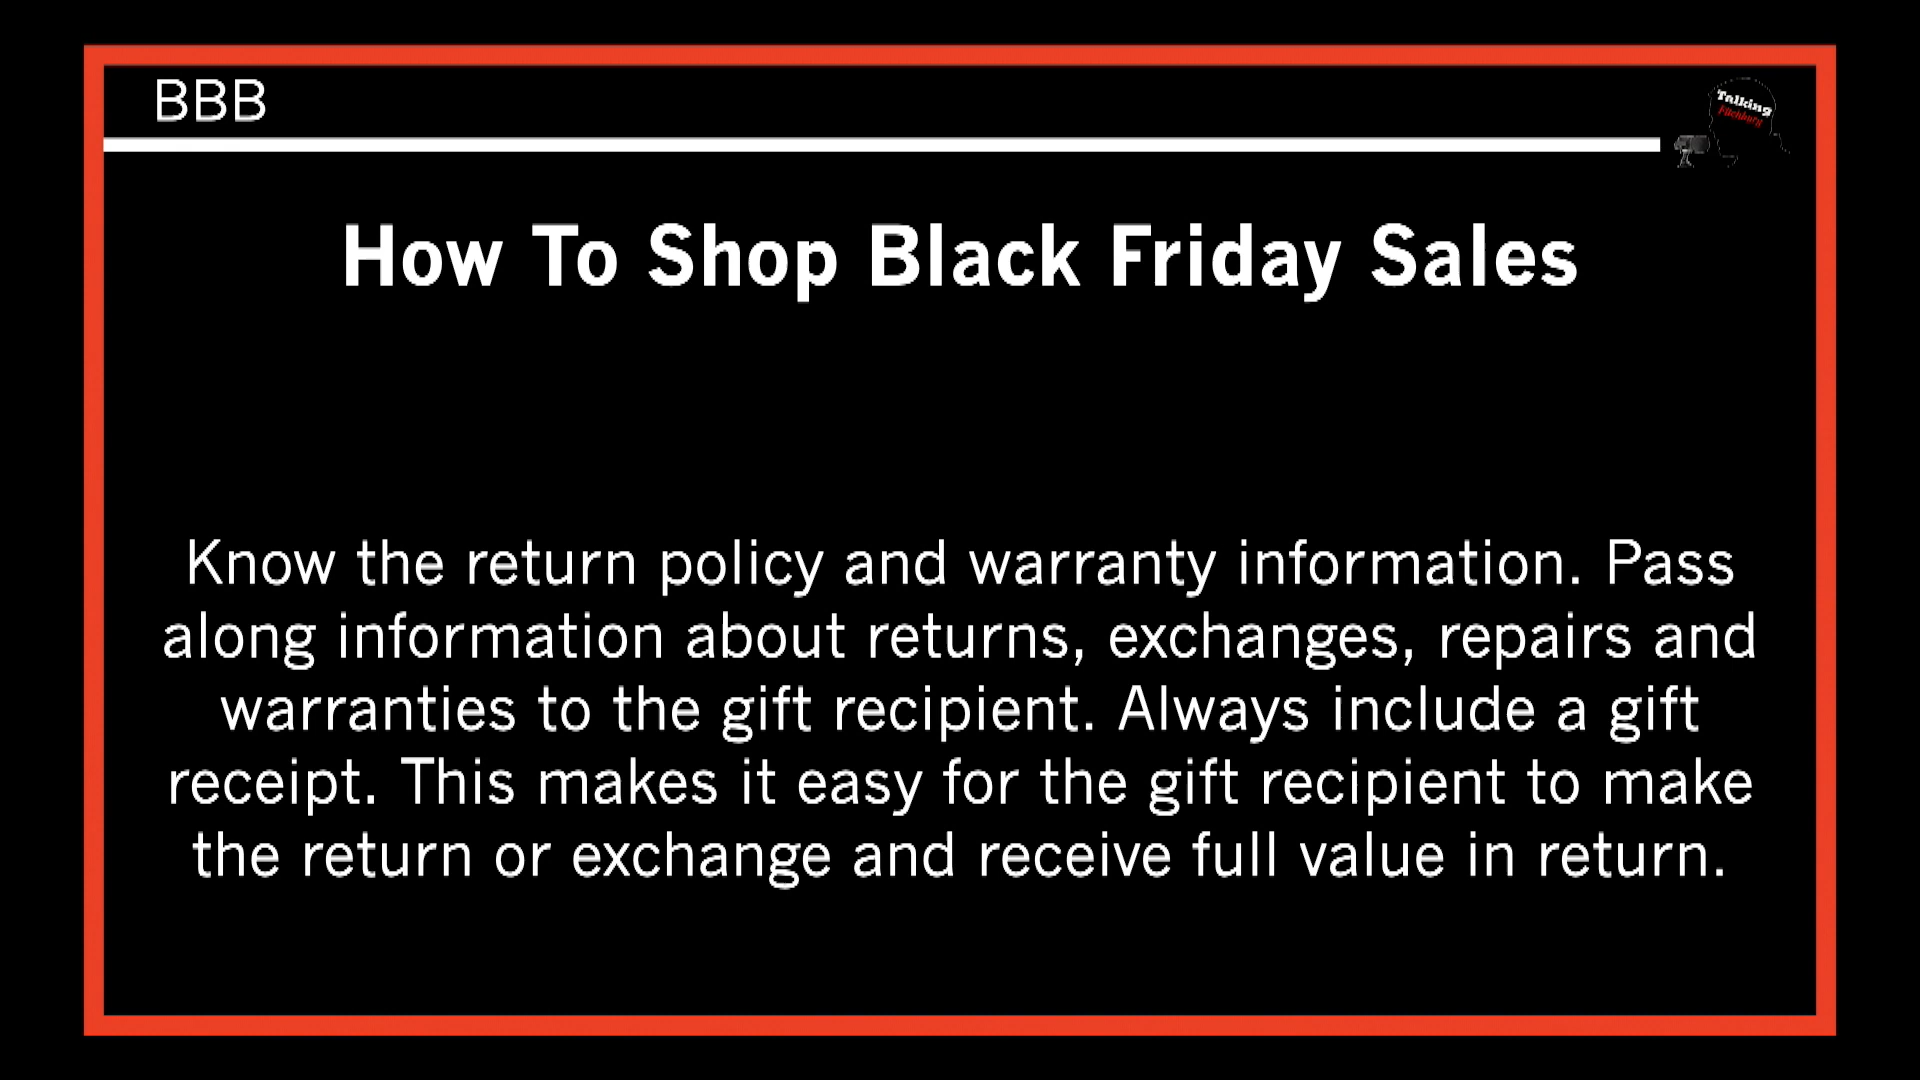 BBB
Talking
Fitchburg
How To Shop Black Friday Sales
Know the return policy and warranty information. Pass
along information about returns, exchanges, repairs and
warranties to the gift recipient. Always include a gift
receipt. This makes it easy for the gift recipient to make
the return or exchange and receive full value in return.